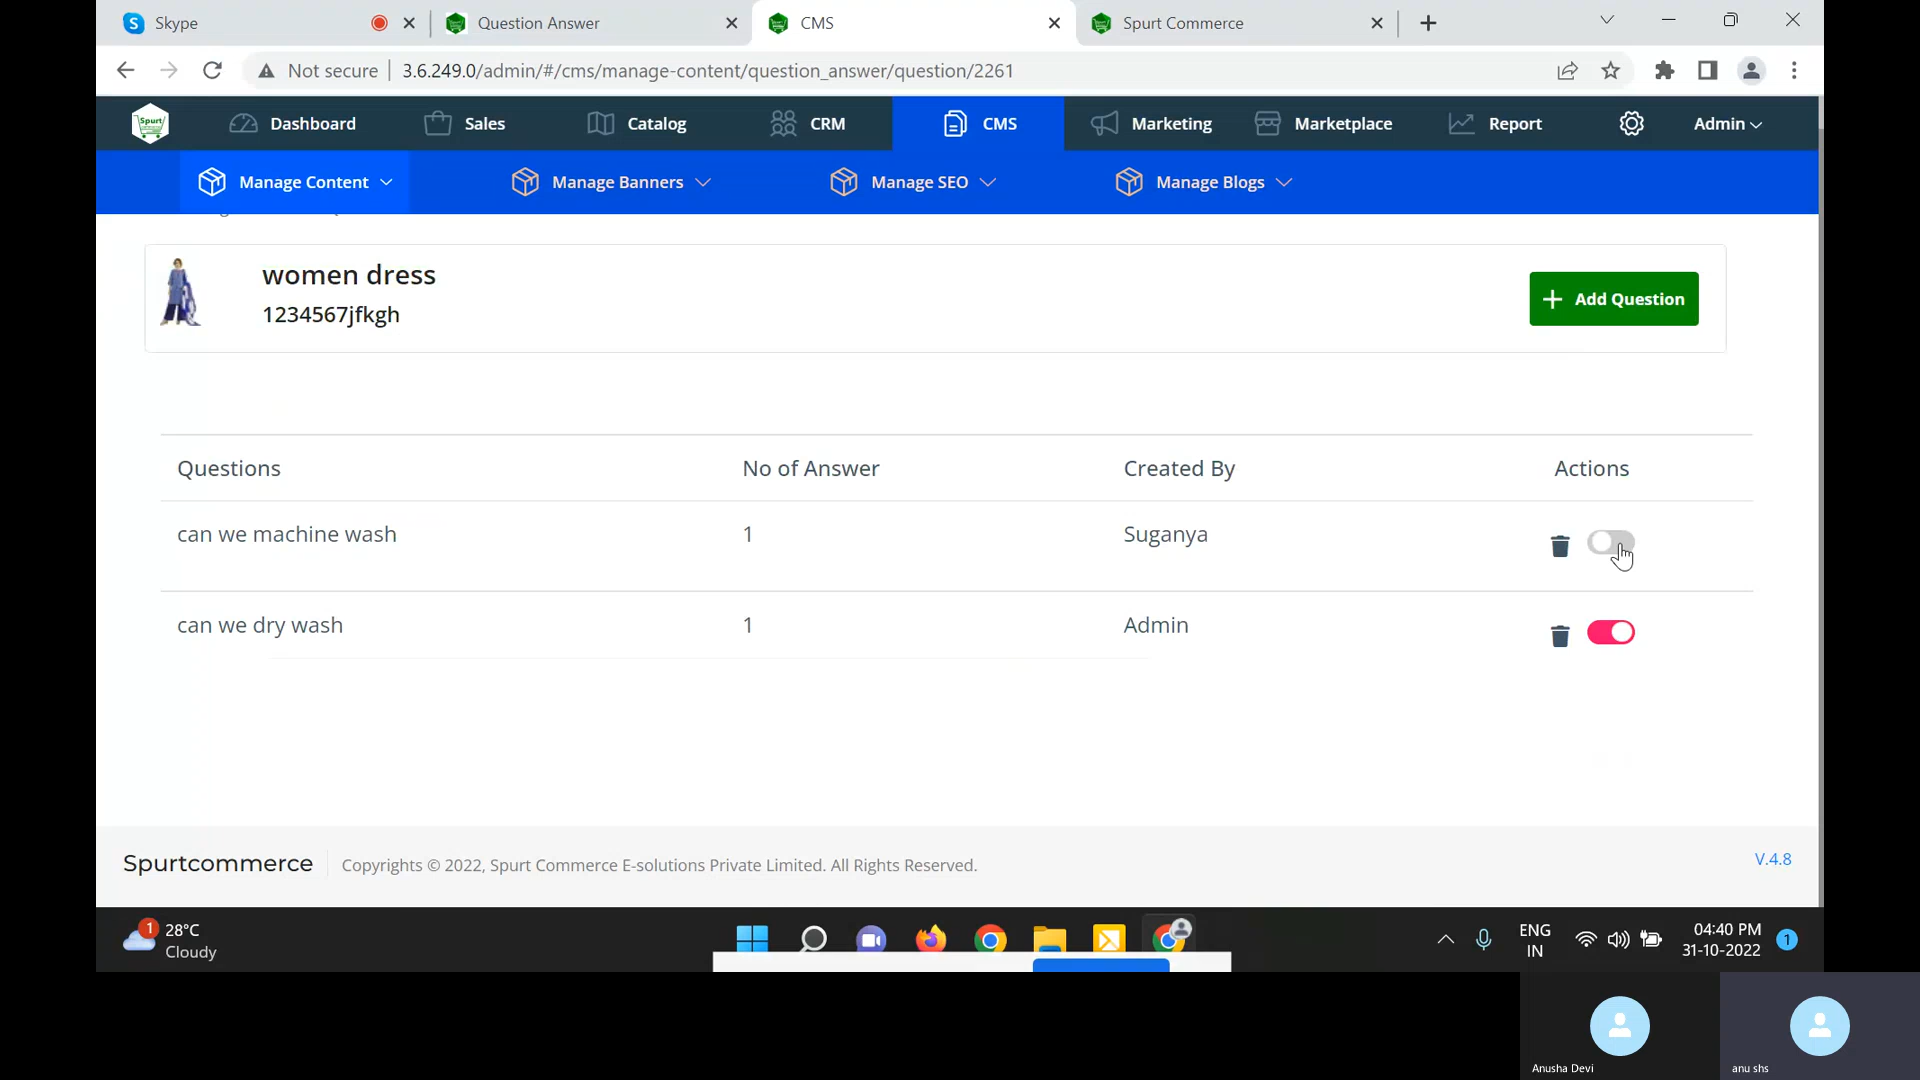 Skype
Question Answer
CMS
Spurt Commerce
Not secure
3.6.249.0/admin/#/cms/manage-content/question_answer/question/2261
Spurt
Dashboard
Sales
Catalog
CRM
CMS
Marketing
Marketplace
Report
Admin
Manage Content
Manage Banners
Manage SEO
Manage Blogs
women dress
1234567jfkgh
Add Question
Questions
No of Answer
Created By
Actions
can we machine wash
1
Suganya
can we dry wash
1
Admin
Spurtcommerce
Copyrights © 2022, Spurt Commerce E-solutions Private Limited. All Rights Reserved.
V.4.8
1
28°C
Cloudy
ENG
IN
04:40 PM
31-10-2022
1
Anusha Devi
anu shs